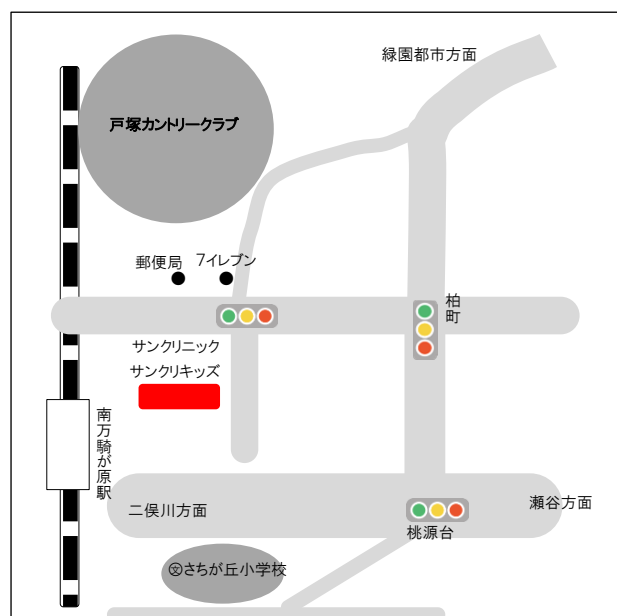 緑園都市方面
戸塚カントリークラブ
郵便局
7イレブン
柏町
サンクリニック
サンクリキッズ
南万騎が原駅
二俣川方面
瀬谷方面
桃源台
㊫さちが丘小学校